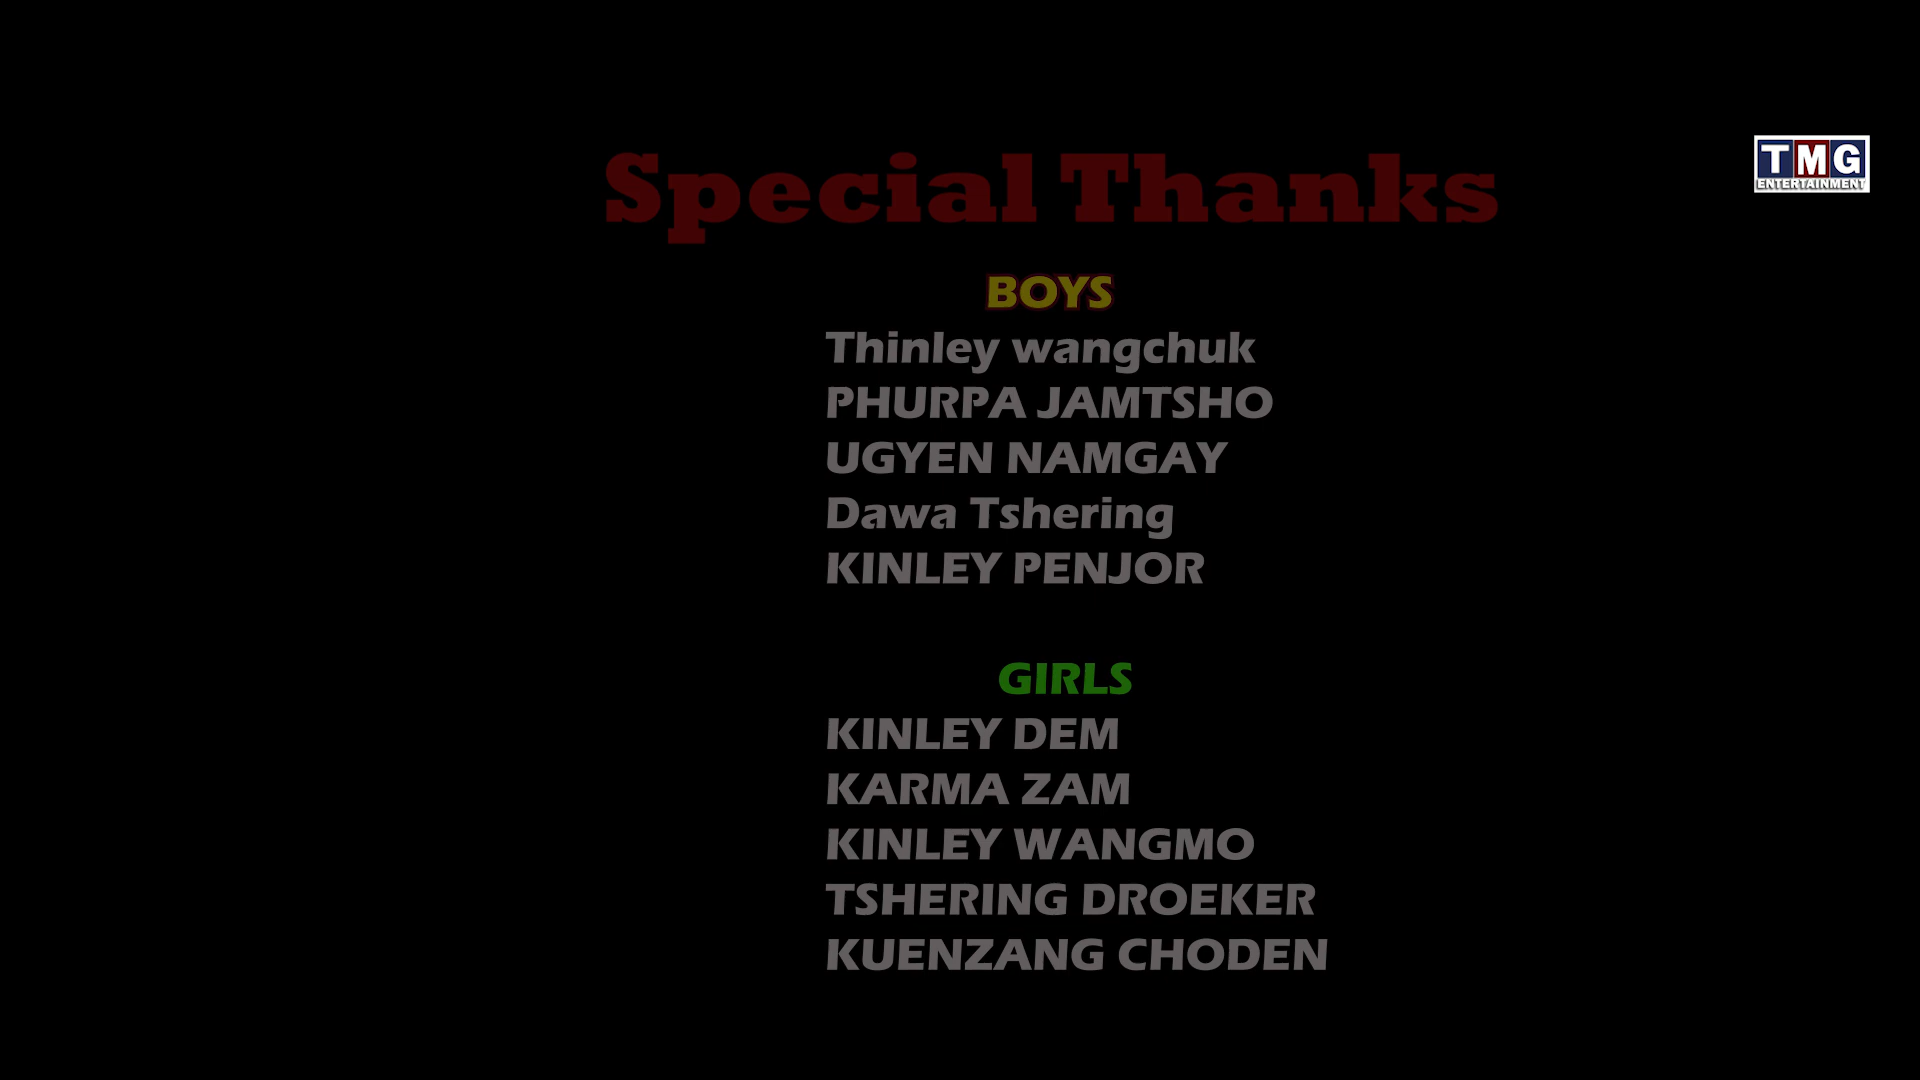 Special Thanks
TMG
ENTERTAINMENT
BOYS
Thinley wangchuk
PHURPA JAMTSHO
UGYEN NAMGAY
Dawa Tshering
KINLEY PENJOR
GIRLS
KINLEY DEM
KARMA ZAM
KINLEY WANGMO
TSHERING DROEKER
KUENZANG CHODEN